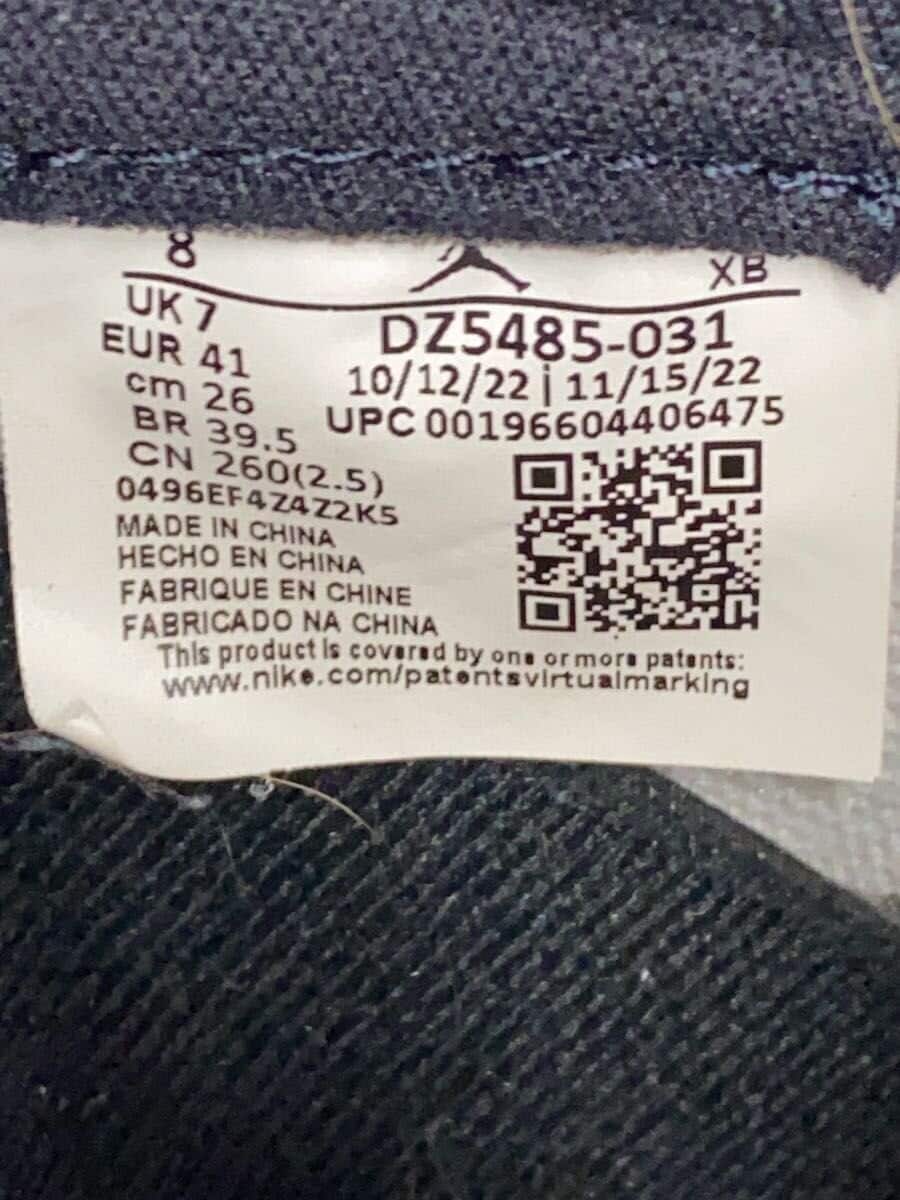 8 XB
UK 7
EUR 41
cm 26
BR 39.5
CN 260(2.5)
0496EF4Z4Z2K5
DZ5485-031
10/12/22 | 11/15/22
UPC 00196604406475
MADE IN CHINA
HECHO EN CHINA
FABRIQUE EN CHINE
FABRICADO NA CHINA
This product is covered by one or more patents:
www.nike.com/patentsvirtualmarking